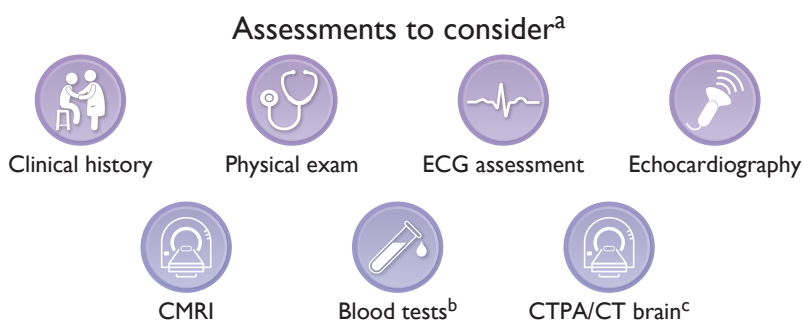 Assessments to considerᵃ
Clinical history
Physical exam
ECG assessment
Echocardiography
CMRI
Blood testsᵇ
CTPA/CT brainᶜ